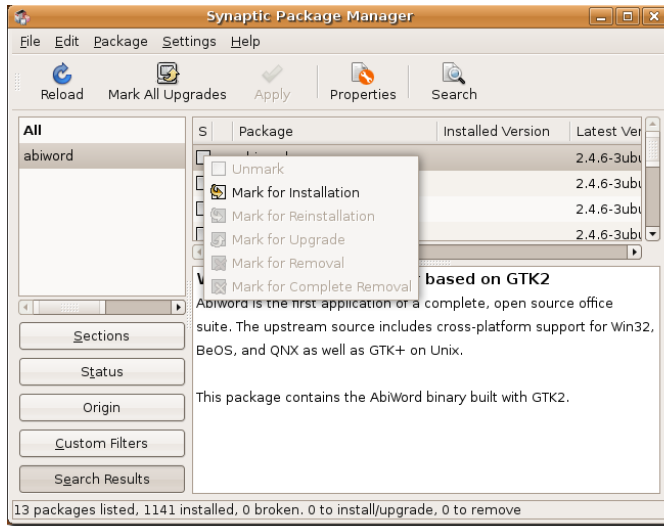 Synaptic Package Manager
File Edit Package Settings Help
Reload Mark All Upgrades Apply Properties Search
All
abiword
S Package Installed Version Latest Ver
2.4.6-3ubu
2.4.6-3ubu
2.4.6-3ubu
2.4.6-3ubu
Unmark
Mark for Installation
Mark for Reinstallation
Mark for Upgrade
Mark for Removal
Mark for Complete Removal
based on GTK2
Abiword is the first application of a complete, open source office
suite. The upstream source includes cross-platform support for Win32,
BeOS, and QNX as well as GTK+ on Unix.
This package contains the AbiWord binary built with GTK2.
Sections
Status
Origin
Custom Filters
Search Results
13 packages listed, 1141 installed, 0 broken. 0 to install/upgrade, 0 to remove